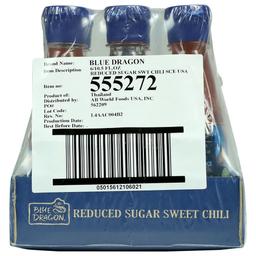 Brand Name: BLUE DRAGON
Item Description 6/10.5 FL.OZ
REDUCED SUGAR SWT CHILI SCE-USA
Item no: 555272
Product of: Thailand
Distributed by: AB World Foods USA, INC
PO# 562209
Lot Code:
Rev. No: L4AAC004B2
Production Date:
Best Before Date:
05015612106021
BLUE DRAGON
REDUCED SUGAR SWEET CHILI